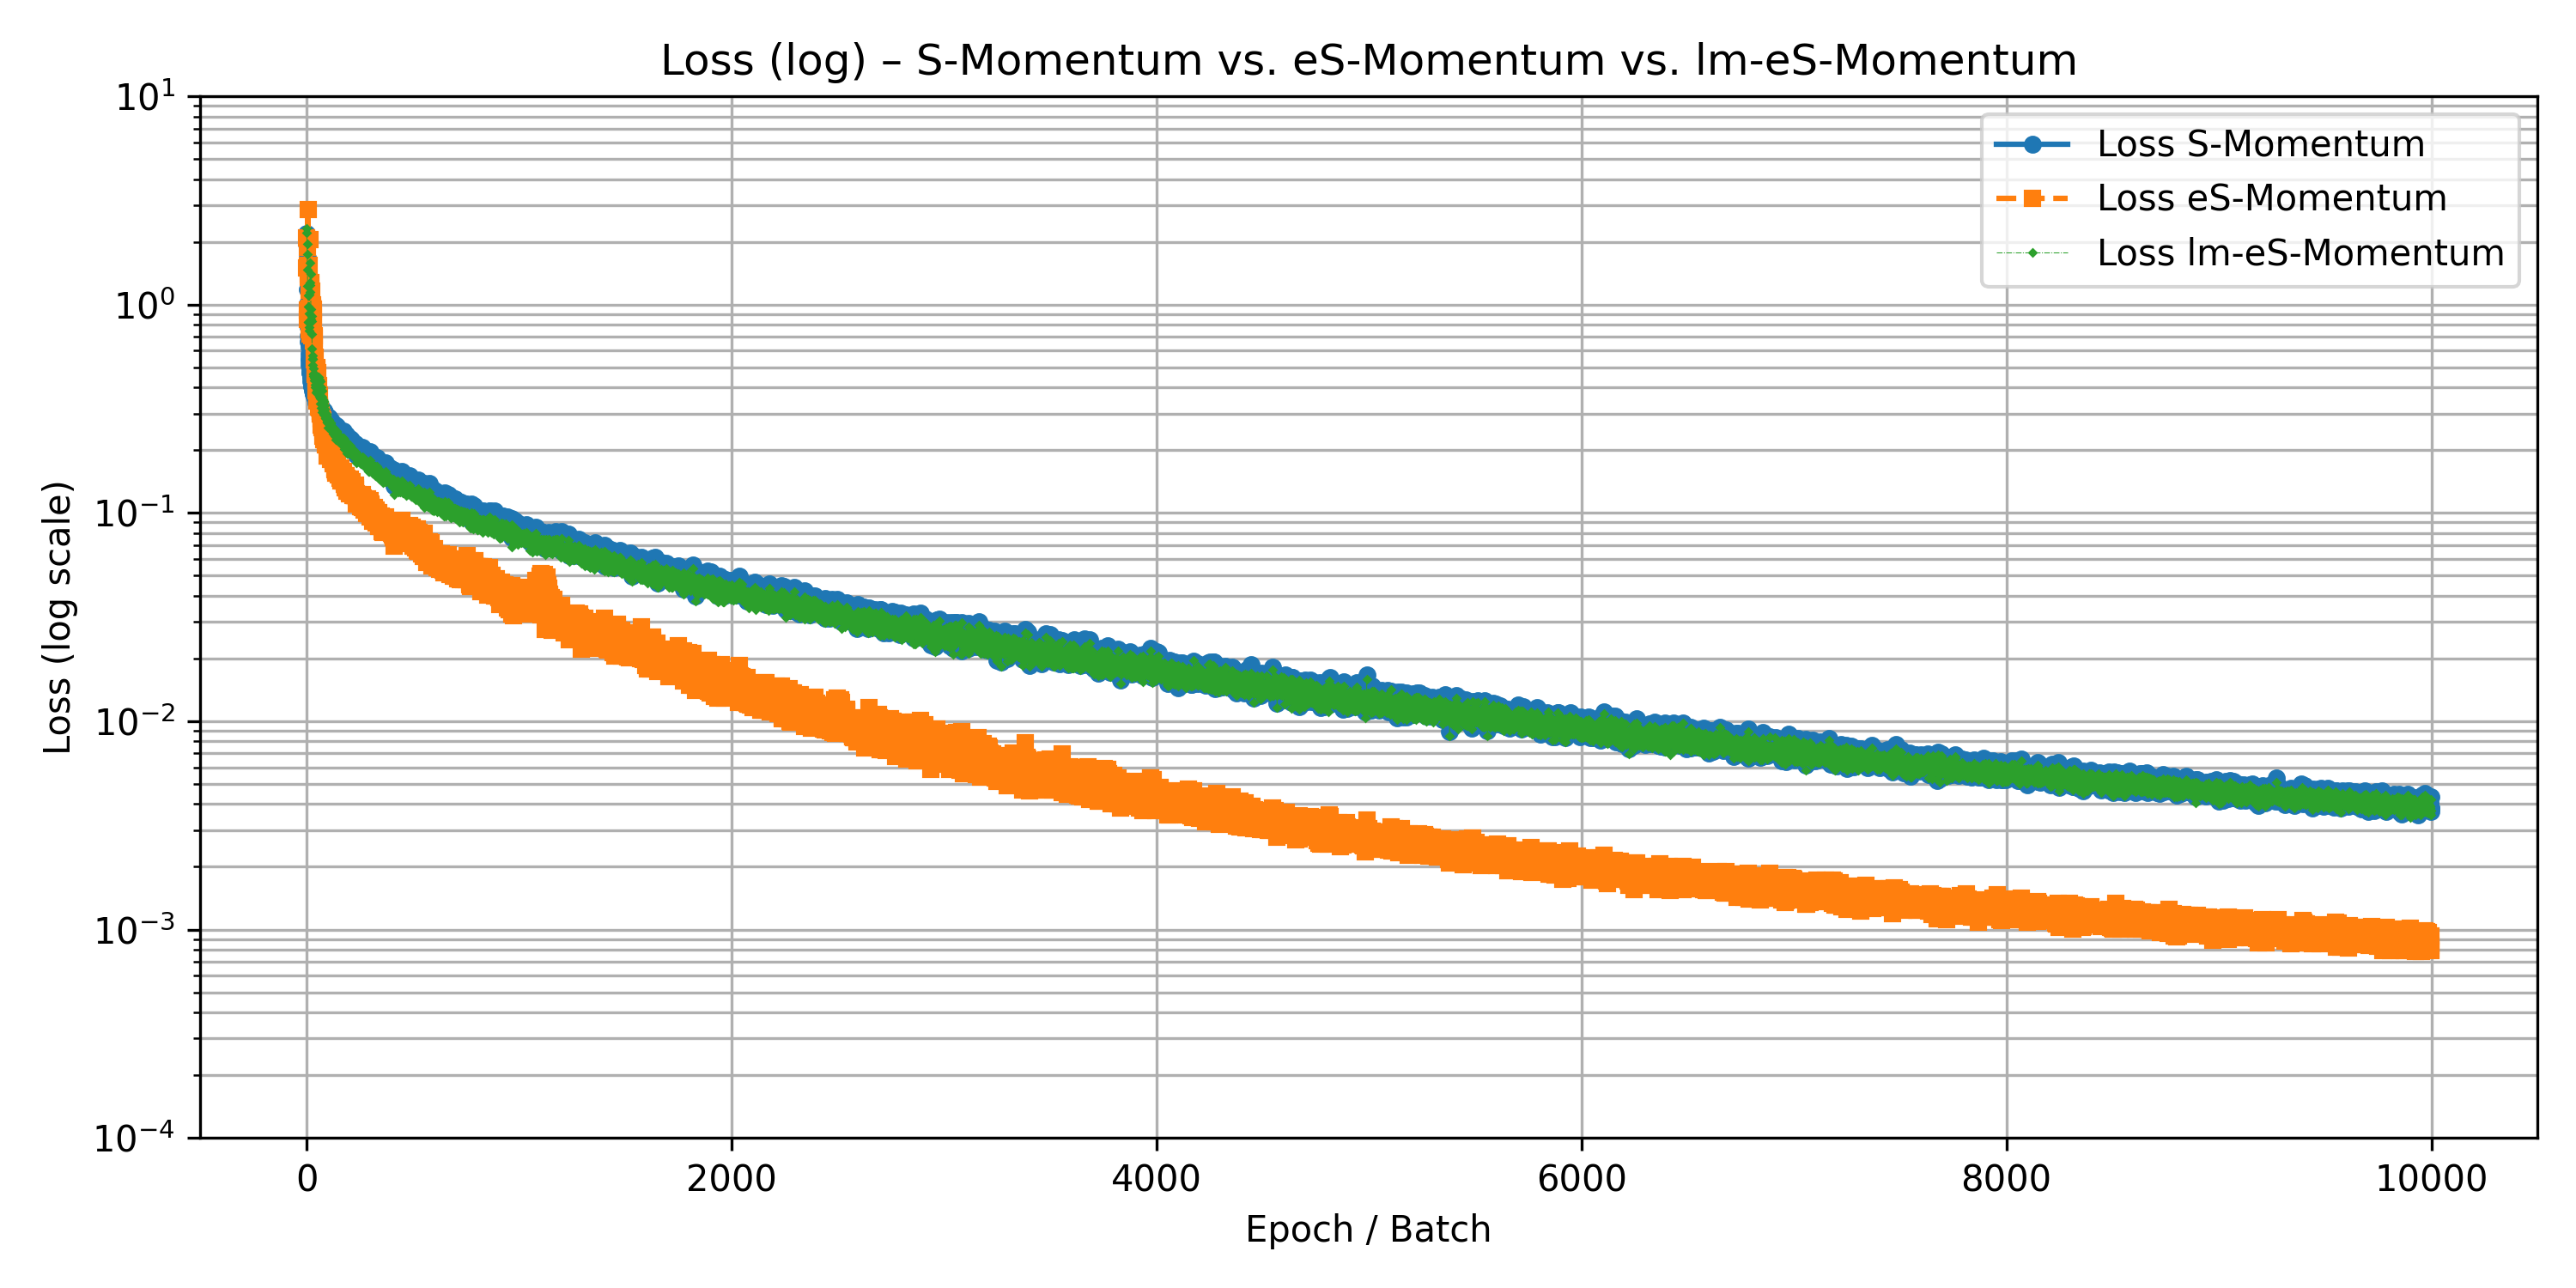 Loss (log) – S-Momentum vs. eS-Momentum vs. lm-eS-Momentum
Loss S-Momentum
Loss eS-Momentum
Loss lm-eS-Momentum
Loss (log scale)
10¹
10⁰
10⁻¹
10⁻²
10⁻³
10⁻⁴
0 2000 4000 6000 8000 10000
Epoch / Batch